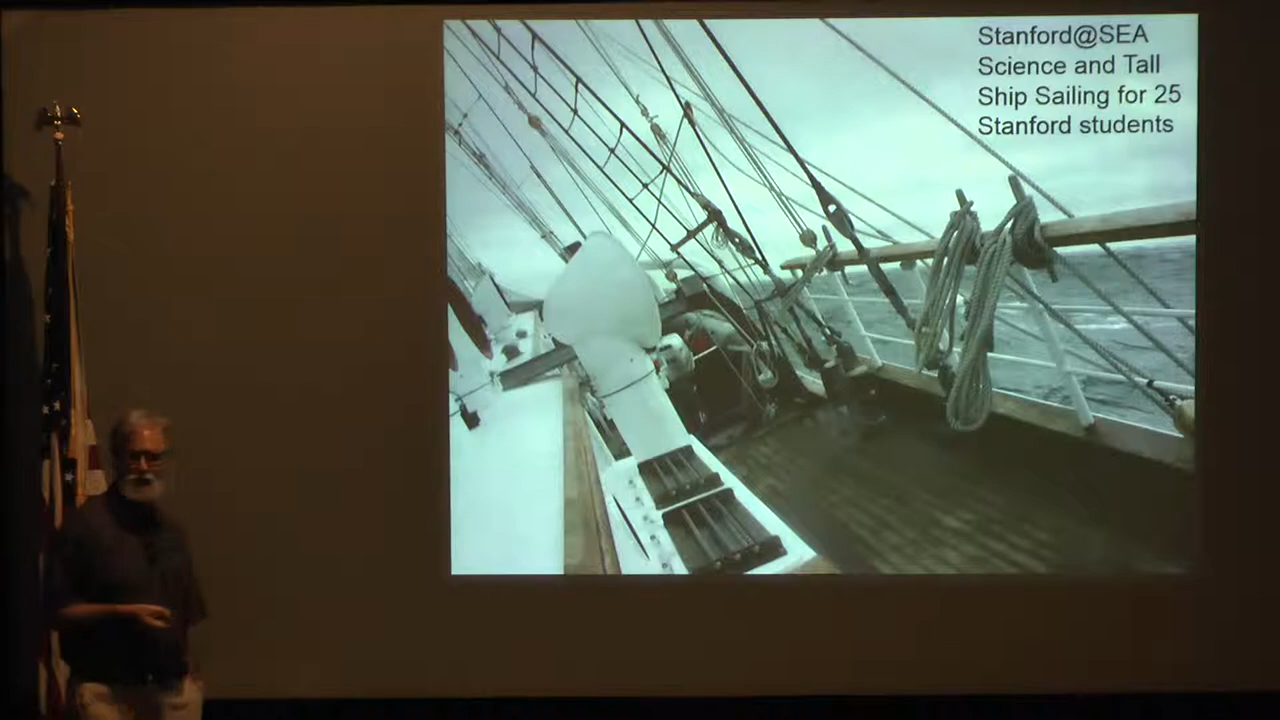 Stanford@SEA
Science and Tall
Ship Sailing for 25
Stanford students